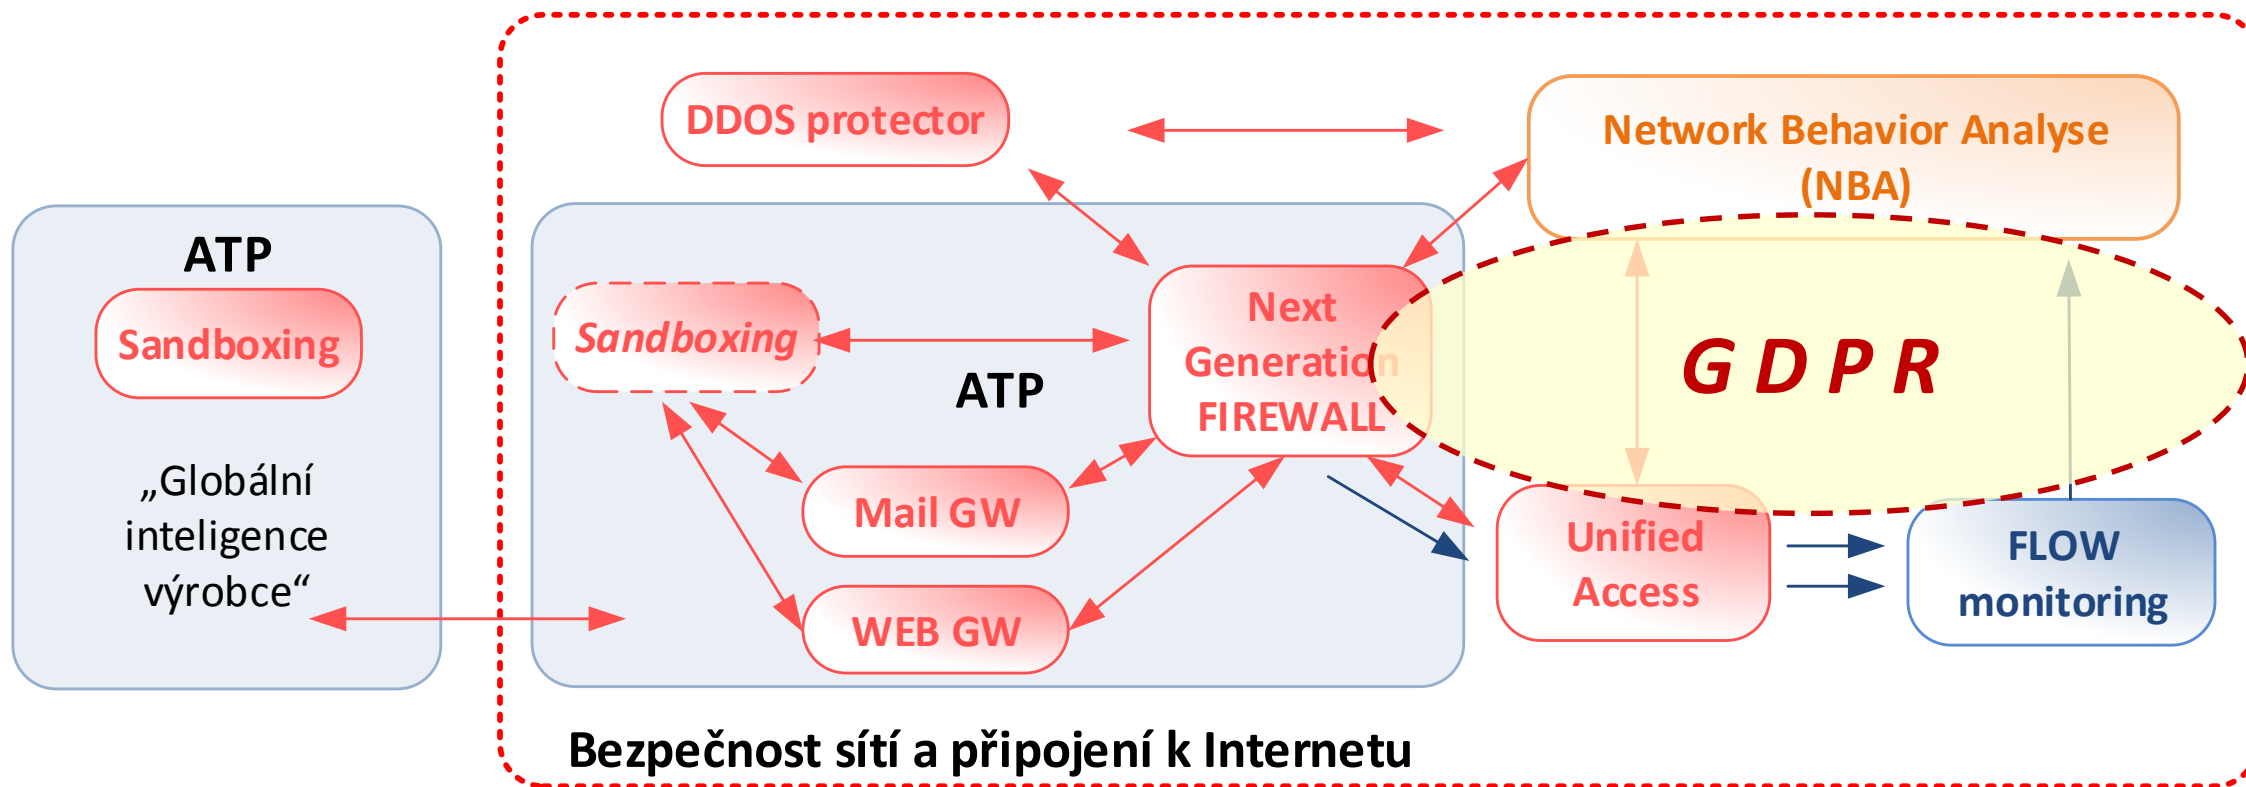 ATP
Sandboxing
„Globální
inteligence
výrobce“
DDOS protector
Network Behavior Analyse
(NBA)
Sandboxing
ATP
Next
Generation
FIREWALL
G D P R
Mail GW
WEB GW
Unified
Access
FLOW
monitoring
Bezpečnost sítí a připojení k Internetu